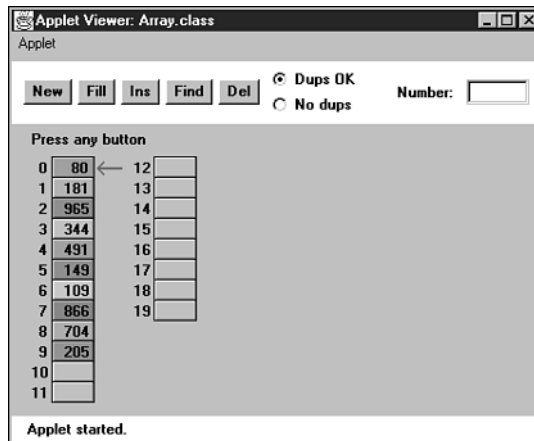 Applet Viewer: Array.class
Applet
New Fill Ins Find Del
Dups OK
No dups
Number:
Press any button
0 80
1 181
2 965
3 344
4 491
5 149
6 109
7 866
8 704
9 205
10
11
12
13
14
15
16
17
18
19
Applet started.